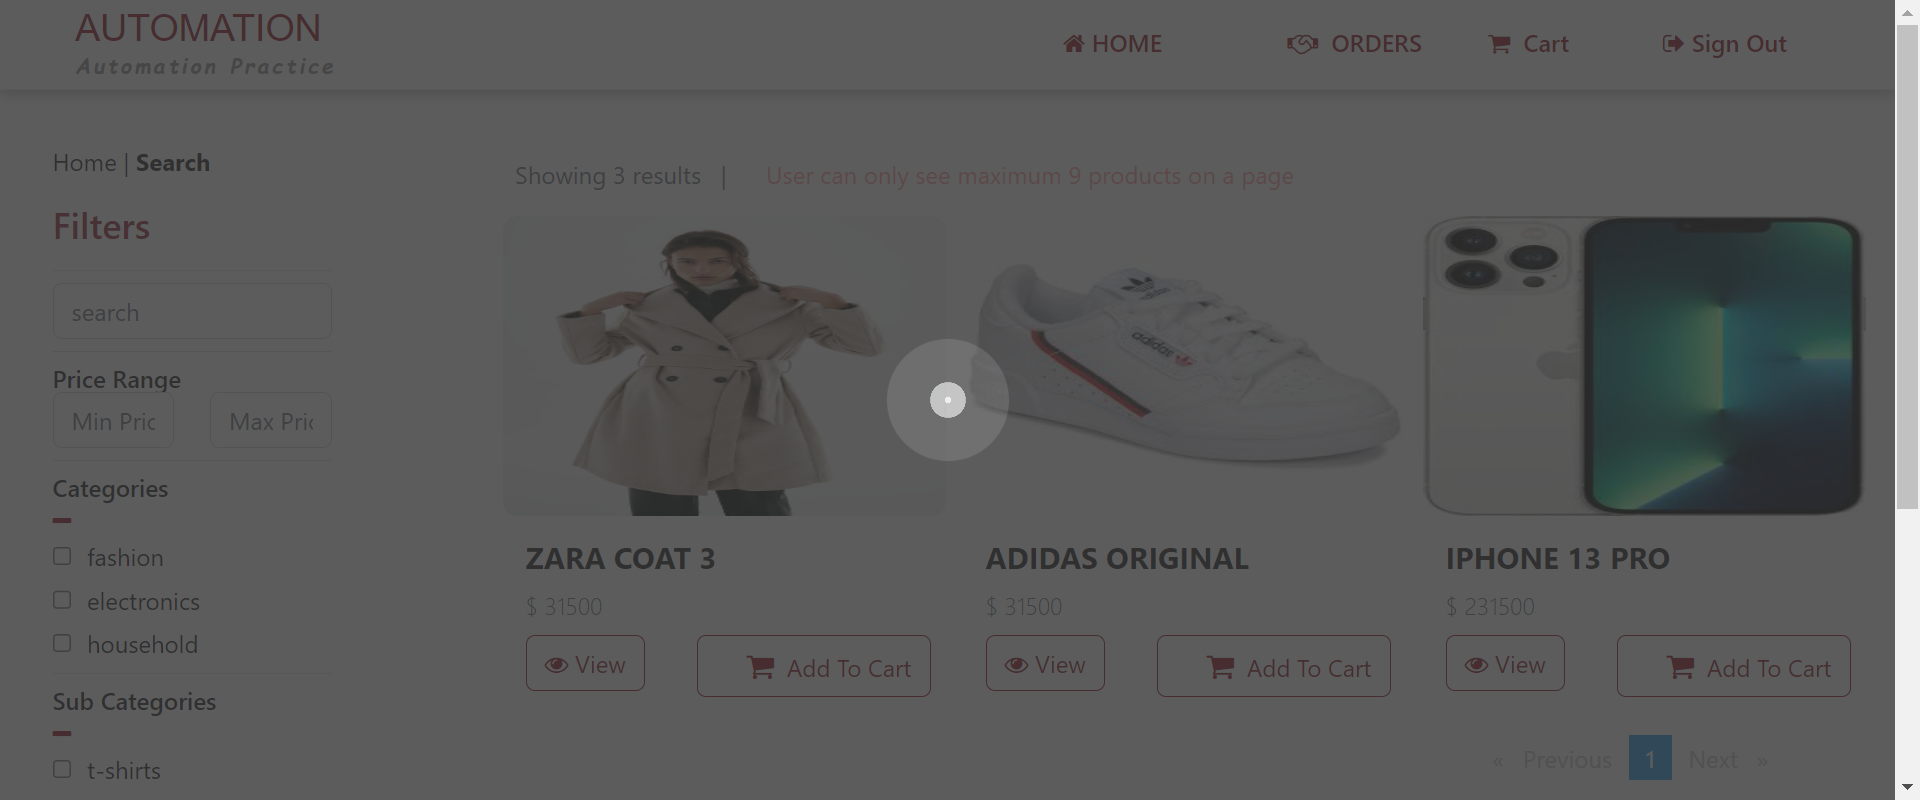 AUTOMATION
Automation Practice
HOME
ORDERS
Cart
Sign Out
Home | Search
Filters
search
Price Range
Min Pric
Max Pric
Categories
fashion
electronics
household
Sub Categories
t-shirts
Showing 3 results |
User can only see maximum 9 products on a page
adidas
adidas
ZARA COAT 3
$ 31500
View
Add To Cart
ADIDAS ORIGINAL
$ 31500
View
Add To Cart
IPHONE 13 PRO
$ 231500
View
Add To Cart
« Previous 1 Next »